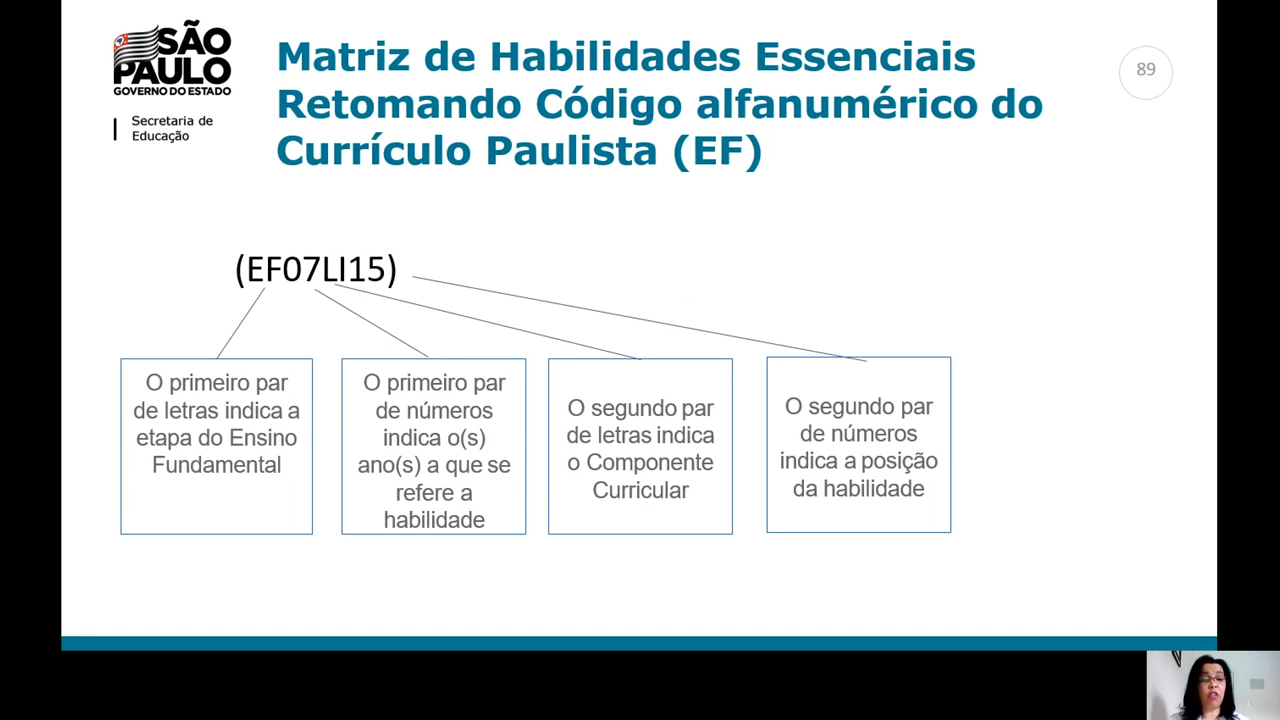 SÃO
PAULO
GOVERNO DO ESTADO
Secretaria de
Educação
Matriz de Habilidades Essenciais
Retomando Código alfanumérico do
Currículo Paulista (EF)
89
(EF07LI15)
O primeiro par
de letras indica a
etapa do Ensino
Fundamental
O primeiro par
de números
indica o(s)
ano(s) a que se
refere a
habilidade
O segundo par
de letras indica
o Componente
Curricular
O segundo par
de números
indica a posição
da habilidade